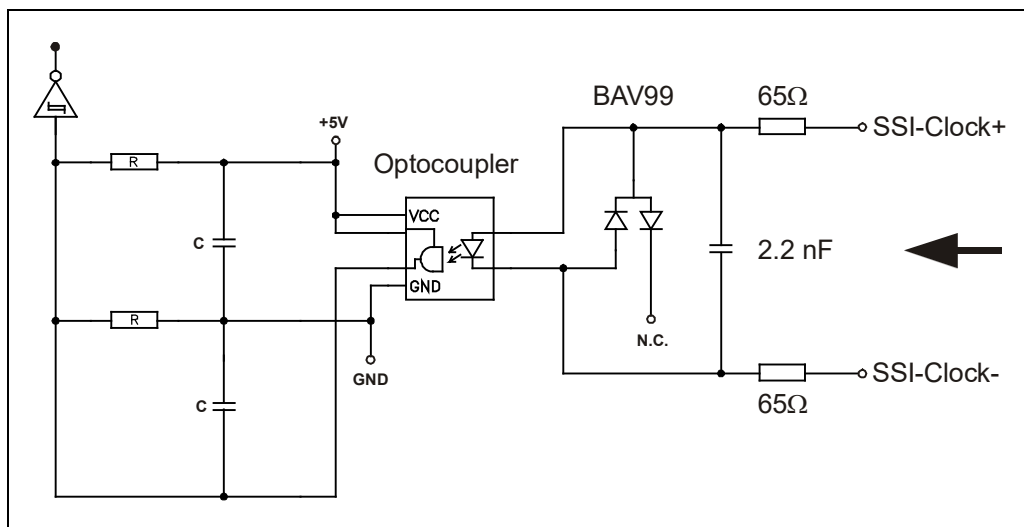 BAV99
65Ω
SSI-Clock+
+5V
Optocoupler
R
VCC
C
2.2 nF
GND
R
N.C.
GND
SSI-Clock-
C
65Ω